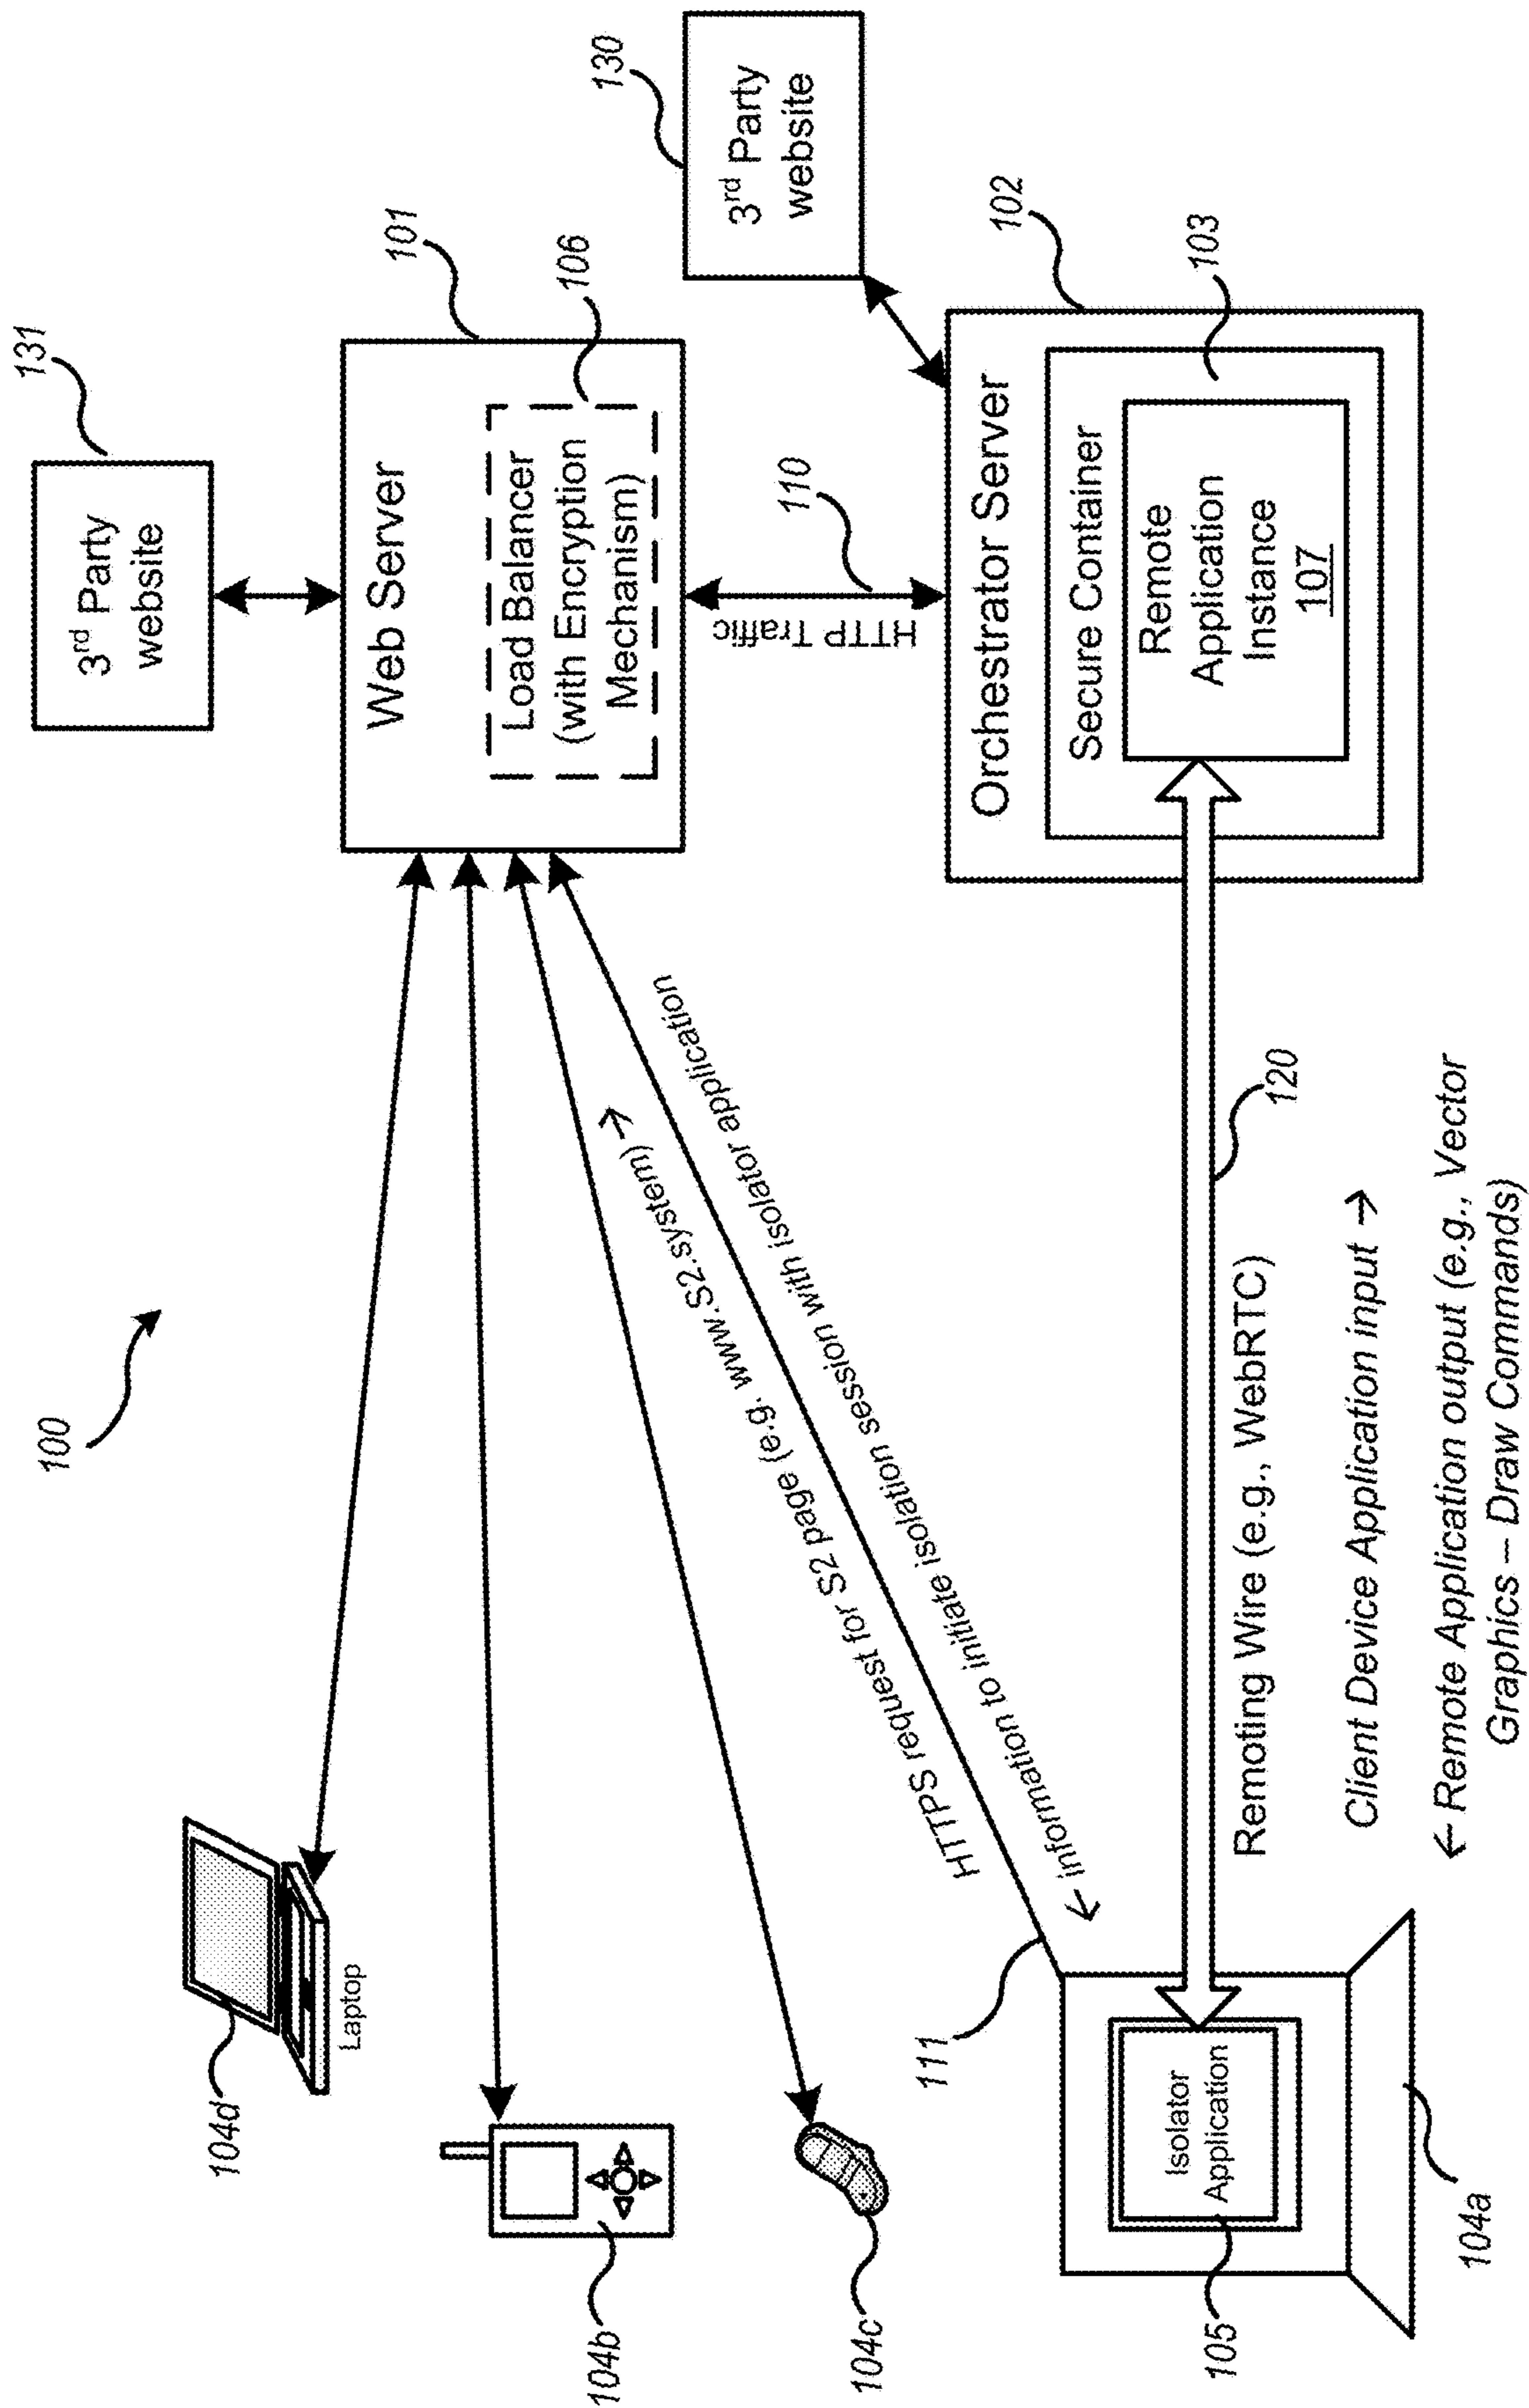 100
131
3rd Party
website
101
Web Server
106
Load Balancer
(with Encryption
Mechanism)
130
3rd Party
website
110
HTTP Traffic
102
Orchestrator Server
103
Secure Container
Remote
Application
Instance
107
104d
Laptop
104b
104c
HTTPS request for S2 page (e.g. www.S2.system) →
← information to initiate isolation session with isolator application
111
Isolator
Application
105
104a
120
Remoting Wire (e.g., WebRTC)
Client Device Application input →
← Remote Application output (e.g., Vector
Graphics – Draw Commands)